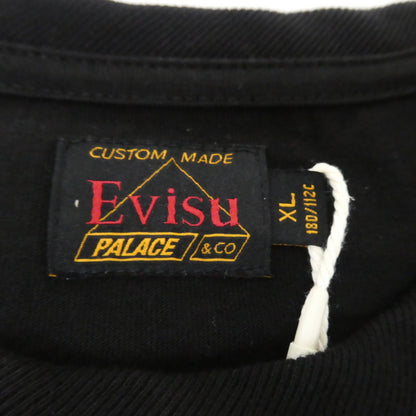 CUSTOM MADE
Evisu
PALACE & CO
XL
180/112C